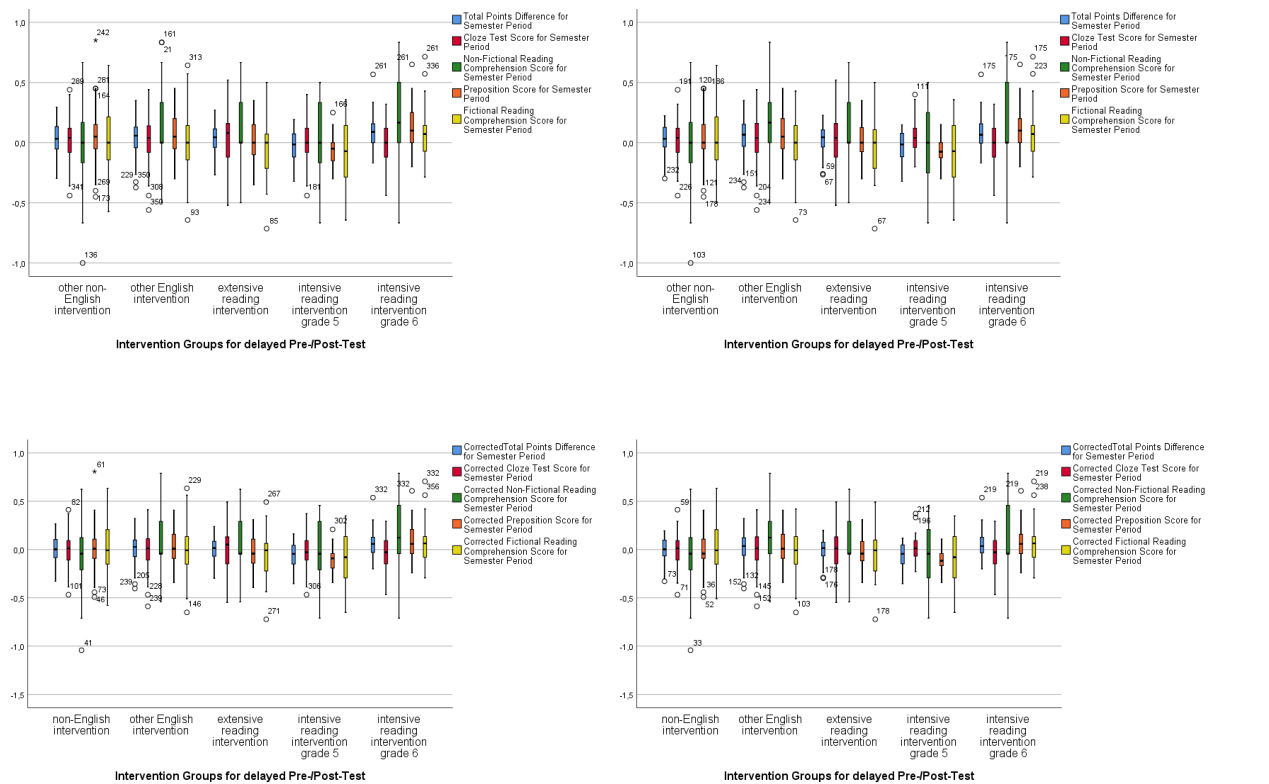 1,0
0,5
0,0
-0,5
-1,0
242
289
281
164
341
269
173
136
161
21
229
350
308
350
313
93
85
181
166
261
261
261
336
other non-
English
intervention
other English
intervention
extensive
reading
intervention
intensive
reading
intervention
grade 5
intensive
reading
intervention
grade 6
Intervention Groups for delayed Pre-/Post-Test
Total Points Difference for
Semester Period
Cloze Test Score for Semester
Period
Non-Fictional Reading
Comprehension Score for
Semester Period
Preposition Score for Semester
Period
Fictional Reading
Comprehension Score for
Semester Period
1,0
0,5
0,0
-0,5
-1,0
191
120
186
232
226
121
178
103
234
151
204
234
73
59
67
67
111
175
175
175
223
other non-
English
intervention
other English
intervention
extensive
reading
intervention
intensive
reading
intervention
grade 5
intensive
reading
intervention
grade 6
Intervention Groups for delayed Pre-/Post-Test
Total Points Difference for
Semester Period
Cloze Test Score for Semester
Period
Non-Fictional Reading
Comprehension Score for
Semester Period
Preposition Score for Semester
Period
Fictional Reading
Comprehension Score for
Semester Period
1,0
0,5
0,0
-0,5
-1,0
-1,5
61
82
101
73
46
41
239
205
228
239
229
146
267
271
306
302
332
332
332
356
non-English
intervention
other English
intervention
extensive
reading
intervention
intensive
reading
intervention
grade 5
intensive
reading
intervention
grade 6
Intervention Groups for delayed Pre-/Post-Test
CorrectedTotal Points Difference
for Semester Period
Corrected Cloze Test Score for
Semester Period
Corrected Non-Fictional Reading
Comprehension Score for
Semester Period
Corrected Preposition Score for
Semester Period
Corrected Fictional Reading
Comprehension Score for
Semester Period
1,0
0,5
0,0
-0,5
-1,0
-1,5
59
73
71
36
52
33
152
132
145
152
103
178
176
178
212
196
219
219
219
238
non-English
intervention
other English
intervention
extensive
reading
intervention
intensive
reading
intervention
grade 5
intensive
reading
intervention
grade 6
Intervention Groups for delayed Pre-/Post-Test
CorrectedTotal Points Difference
for Semester Period
Corrected Cloze Test Score for
Semester Period
Corrected Non-Fictional Reading
Comprehension Score for
Semester Period
Corrected Preposition Score for
Semester Period
Corrected Fictional Reading
Comprehension Score for
Semester Period